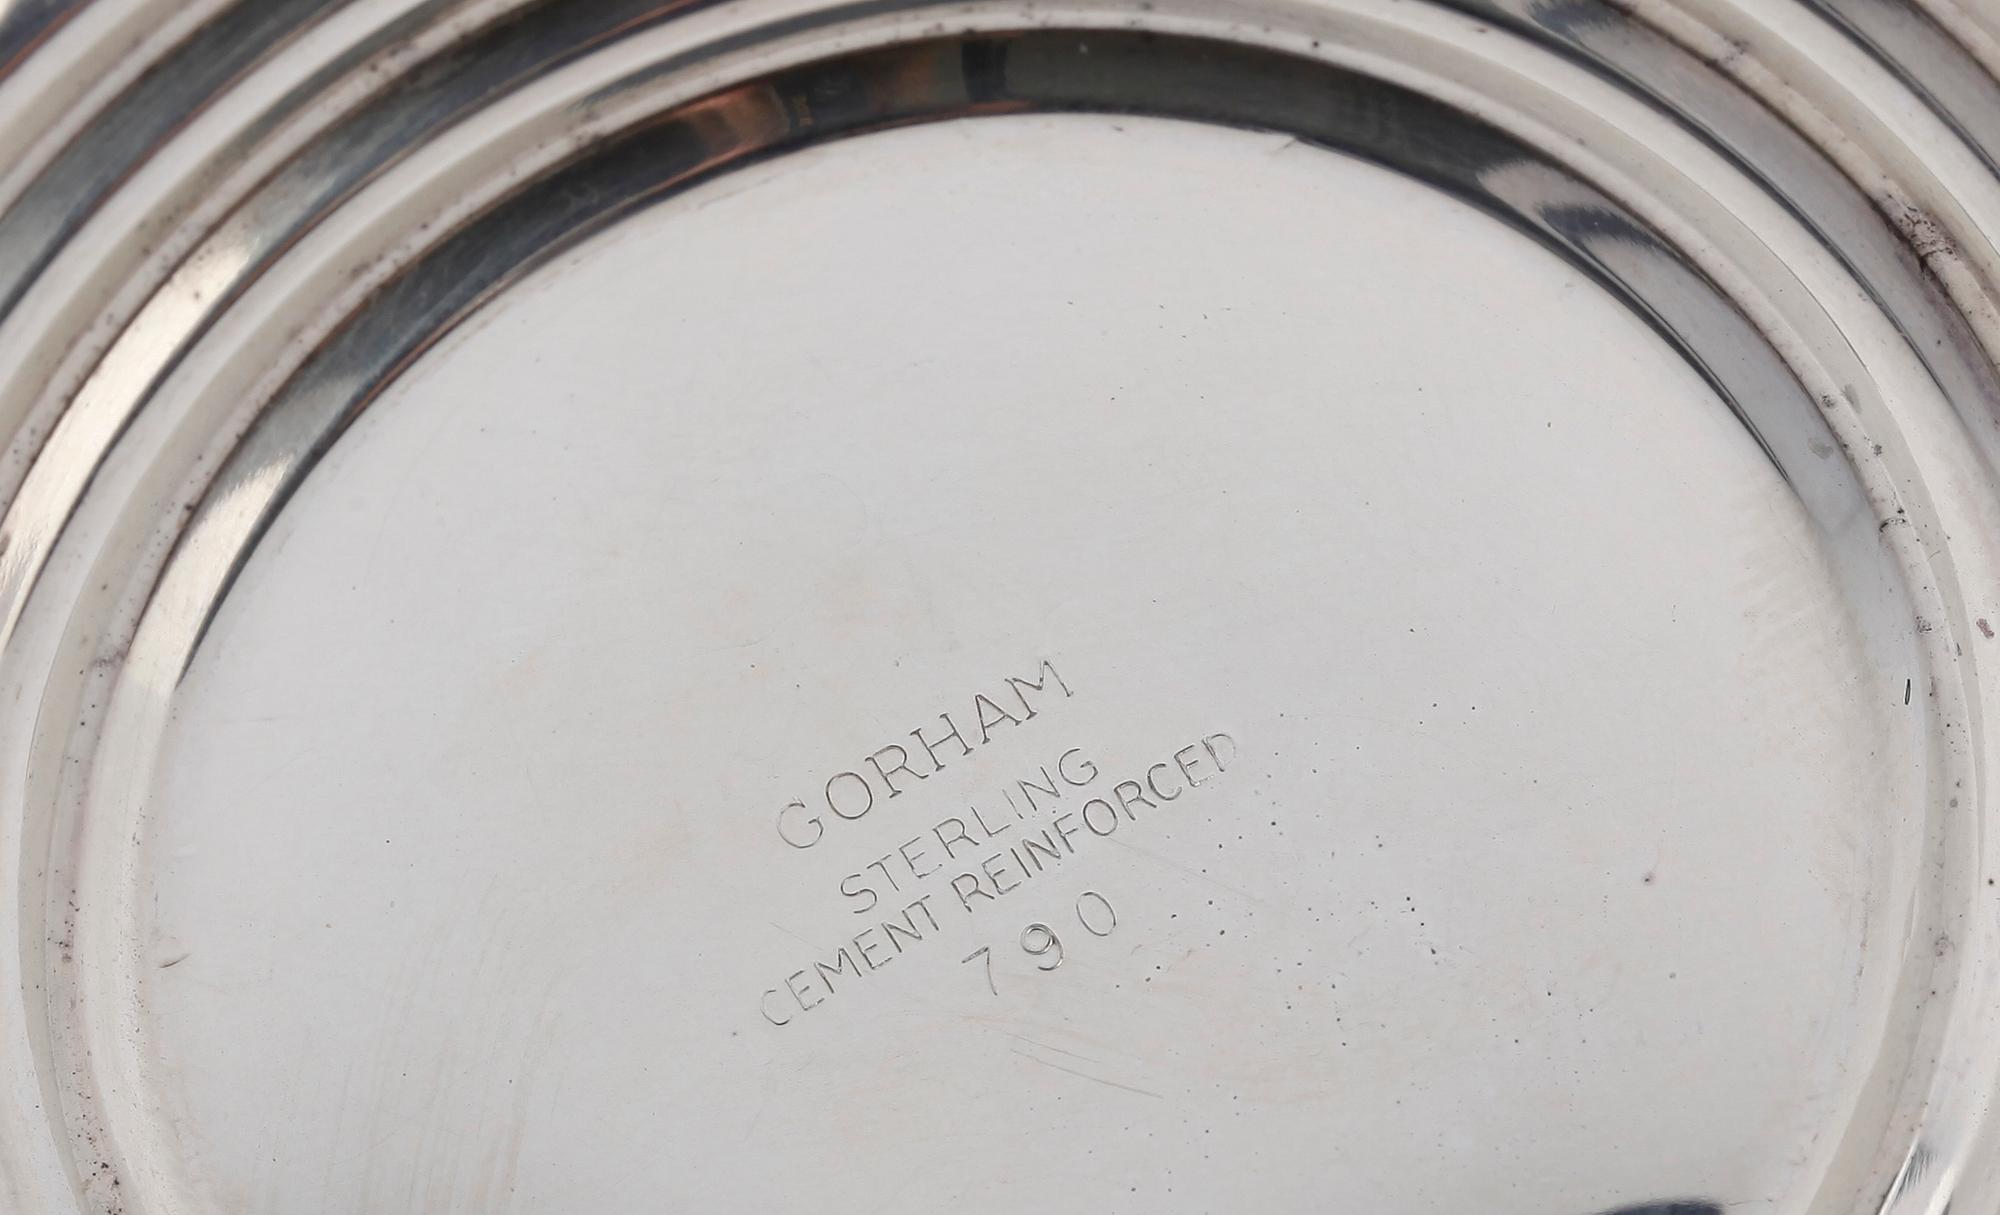 GORHAM
STERLING
CEMENT REINFORCED
790